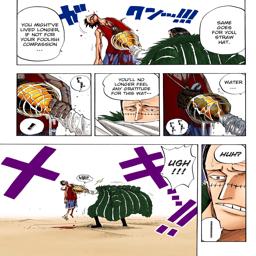 SAME
GOES
FOR
YOU,
STRAW
HAT.
YOU MIGHT'VE
LIVED LONGER,
IF NOT FOR
YOUR FOOLISH
COMPASSION
...
WATER
...
YOU'LL NO
LONGER FEEL
ANY GRATITUDE
FOR THIS WAT—
HUH?
UGH
!!!